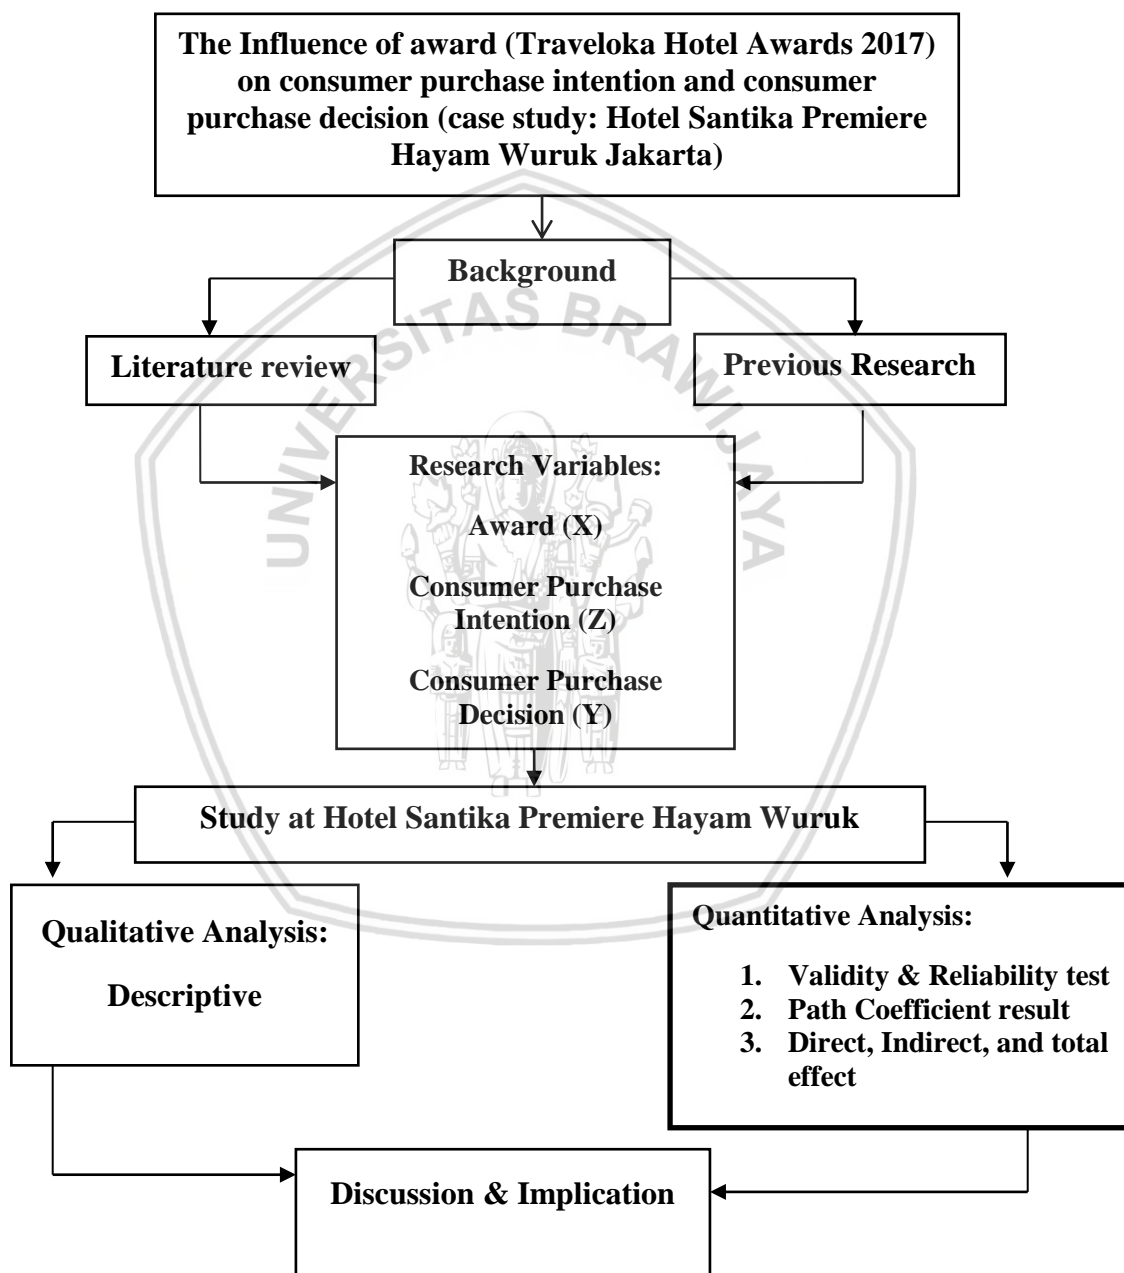 The Influence of award (Traveloka Hotel Awards 2017)
on consumer purchase intention and consumer
purchase decision (case study: Hotel Santika Premiere
Hayam Wuruk Jakarta)
Background
UNIVERSITAS BRAWIJAYA
Literature review
Previous Research
Research Variables:
Award (X)
Consumer Purchase
Intention (Z)
Consumer Purchase
Decision (Y)
Study at Hotel Santika Premiere Hayam Wuruk
Qualitative Analysis:
Descriptive
Quantitative Analysis:
1. Validity & Reliability test
2. Path Coefficient result
3. Direct, Indirect, and total
effect
Discussion & Implication